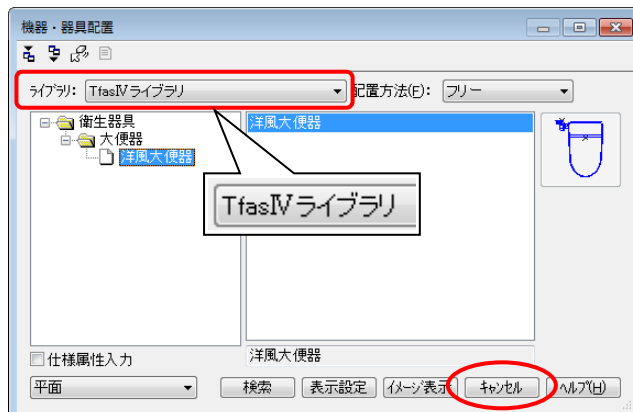 機器・器具配置
ライブラリ: TfasⅣライブラリ 配置方法(F): フリー
衛生器具
大便器
洋風大便器
洋風大便器
TfasⅣライブラリ
仕様属性入力
洋風大便器
平面 検索 表示設定 イメージ表示 キャンセル ヘルプ(H)